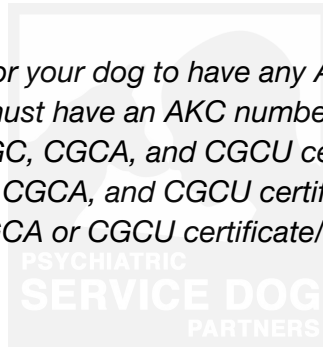 or your dog to have any A
must have an AKC numbe
GC, CGCA, and CGCU ce
CGCA, and CGCU certif
CA or CGCU certificate/
PSYCHIATRIC
SERVICE DOG
PARTNERS